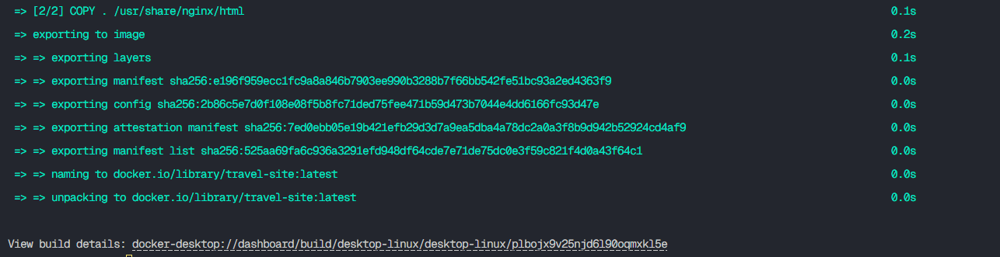 => [2/2] COPY . /usr/share/nginx/html 0.1s
=> exporting to image 0.2s
=> => exporting layers 0.1s
=> => exporting manifest sha256:e196f959ecc1fc9a8a846b7903ee990b3288b7f66bb542fe51bc93a2ed4363f9 0.0s
=> => exporting config sha256:2b86c5e7d0f108e08f5b8fc71ded75fee471b59d473b7044e4dd6166fc93d47e 0.0s
=> => exporting attestation manifest sha256:7ed0ebb05e19b421efb29d3d7a9ea5dba4a78dc2a0a3f8b9d942b52924cd4af9 0.0s
=> => exporting manifest list sha256:525aa69fa6c936a3291efd948df64cde7e71de75dc0e3f59c821f4d0a43f64c1 0.0s
=> => naming to docker.io/library/travel-site:latest 0.0s
=> => unpacking to docker.io/library/travel-site:latest 0.0s
View build details: docker-desktop://dashboard/build/desktop-linux/desktop-linux/plbojx9v25njd6l90oqmxkl5e